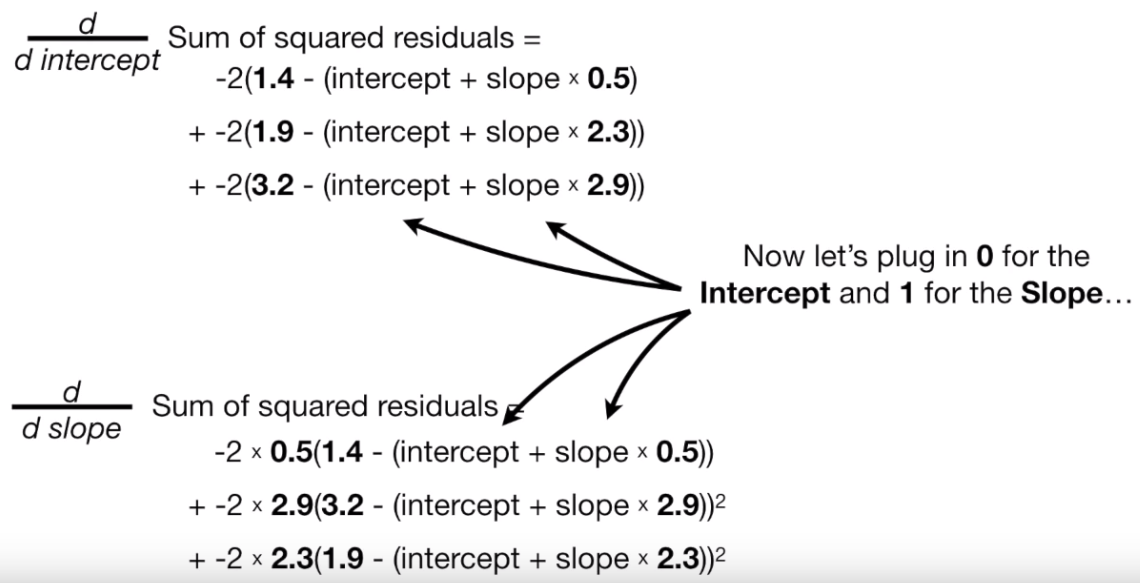 d
d intercept
Sum of squared residuals =
-2(1.4 - (intercept + slope × 0.5)
+ -2(1.9 - (intercept + slope × 2.3))
+ -2(3.2 - (intercept + slope × 2.9))
Now let's plug in 0 for the
Intercept and 1 for the Slope...
d
d slope
Sum of squared residuals =
-2 × 0.5(1.4 - (intercept + slope × 0.5))
+ -2 × 2.9(3.2 - (intercept + slope × 2.9))²
+ -2 × 2.3(1.9 - (intercept + slope × 2.3))²